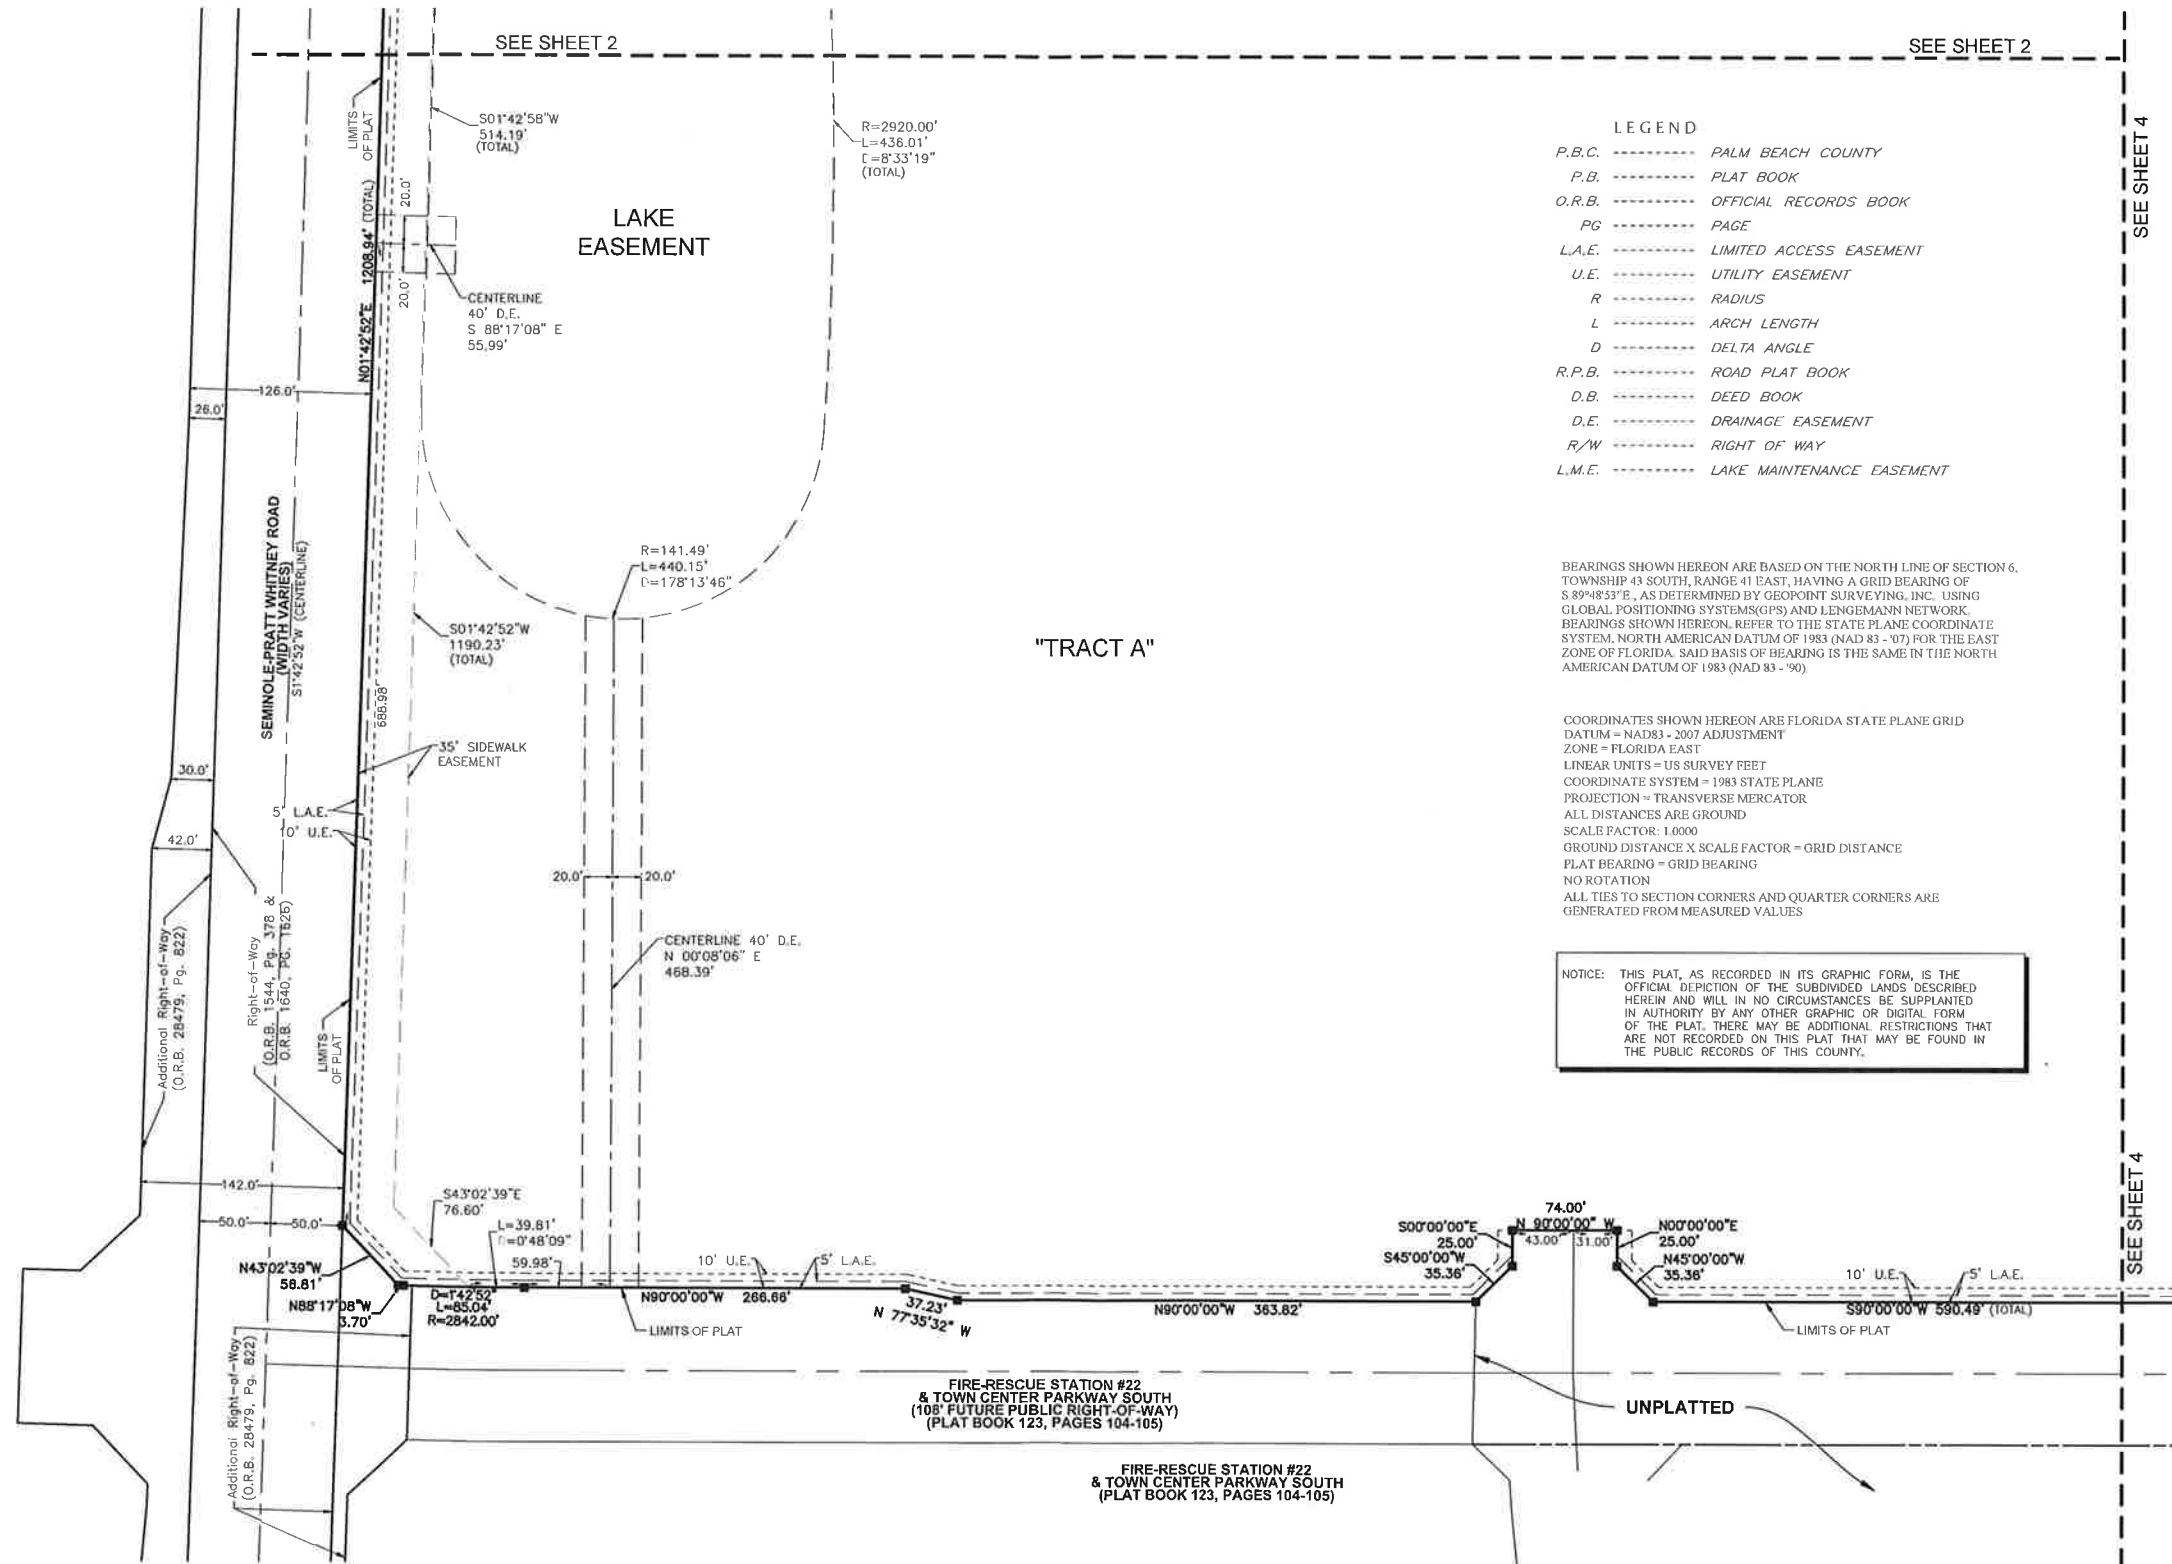 SEE SHEET 2
SEE SHEET 2
SEE SHEET 4
SEE SHEET 4
SEE SHEET 4
LIMITS
OF PLAT
S01°42'58"W
514.19'
(TOTAL)
R=2920.00'
L=436.01'
D=8°33'19"
(TOTAL)
LAKE
EASEMENT
20.0'
20.0'
N01°42'52"E 1208.94' (TOTAL)
CENTERLINE
40' D.E.
S 88°17'08" E
55.99'
126.0'
26.0'
SEMINOLE-PRATT WHITNEY ROAD
(WIDTH VARIES)
S1°42'52"W (CENTERLINE)
R=141.49'
L=440.15'
D=178°13'46"
S01°42'52"W
1190.23'
(TOTAL)
688.98'
"TRACT A"
35' SIDEWALK
EASEMENT
30.0'
5' L.A.E.
10' U.E.
42.0'
20.0'
20.0'
CENTERLINE 40' D.E.
N 00°08'06" E
468.39'
Additional Right-of-Way
(O.R.B. 28479, Pg. 822)
Right-of-Way
(O.R.B. 1544, Pg. 378 &
O.R.B. 1640, PG. 1626)
LIMITS
OF PLAT
142.0'
50.0'
50.0'
S43°02'39"E
76.60'
L=39.81'
D=0°48'09"
59.98'
10' U.E.
5' L.A.E.
N43°02'39"W
58.81'
N88°17'08"W
3.70'
D=1°42'52"
L=85.04'
R=2842.00'
N90°00'00"W 266.66'
LIMITS OF PLAT
37.23'
N 77°35'32" W
N90°00'00"W 363.82'
S00°00'00"E
25.00'
S45°00'00"W
35.36'
74.00'
N 90°00'00" W
43.00'
31.00'
N00°00'00"E
25.00'
N45°00'00"W
35.36'
10' U.E.
5' L.A.E.
S90°00'00"W 590.49' (TOTAL)
LIMITS OF PLAT
Additional Right-of-Way
(O.R.B. 28479, Pg. 822)
FIRE-RESCUE STATION #22
& TOWN CENTER PARKWAY SOUTH
(108' FUTURE PUBLIC RIGHT-OF-WAY)
(PLAT BOOK 123, PAGES 104-105)
UNPLATTED
FIRE-RESCUE STATION #22
& TOWN CENTER PARKWAY SOUTH
(PLAT BOOK 123, PAGES 104-105)
LEGEND
P.B.C. ---------- PALM BEACH COUNTY
P.B. ---------- PLAT BOOK
O.R.B. ---------- OFFICIAL RECORDS BOOK
PG ---------- PAGE
L.A.E. ---------- LIMITED ACCESS EASEMENT
U.E. ---------- UTILITY EASEMENT
R ---------- RADIUS
L ---------- ARCH LENGTH
D ---------- DELTA ANGLE
R.P.B. ---------- ROAD PLAT BOOK
D.B. ---------- DEED BOOK
D.E. ---------- DRAINAGE EASEMENT
R/W ---------- RIGHT OF WAY
L.M.E. ---------- LAKE MAINTENANCE EASEMENT
BEARINGS SHOWN HEREON ARE BASED ON THE NORTH LINE OF SECTION 6,
TOWNSHIP 43 SOUTH, RANGE 41 EAST, HAVING A GRID BEARING OF
S.89°48'53"E., AS DETERMINED BY GEOPOINT SURVEYING, INC. USING
GLOBAL POSITIONING SYSTEMS(GPS) AND LENGEMANN NETWORK.
BEARINGS SHOWN HEREON, REFER TO THE STATE PLANE COORDINATE
SYSTEM, NORTH AMERICAN DATUM OF 1983 (NAD 83 - '07) FOR THE EAST
ZONE OF FLORIDA. SAID BASIS OF BEARING IS THE SAME IN THE NORTH
AMERICAN DATUM OF 1983 (NAD 83 - '90).
COORDINATES SHOWN HEREON ARE FLORIDA STATE PLANE GRID
DATUM = NAD83 - 2007 ADJUSTMENT
ZONE = FLORIDA EAST
LINEAR UNITS = US SURVEY FEET
COORDINATE SYSTEM = 1983 STATE PLANE
PROJECTION = TRANSVERSE MERCATOR
ALL DISTANCES ARE GROUND
SCALE FACTOR: 1.0000
GROUND DISTANCE X SCALE FACTOR = GRID DISTANCE
PLAT BEARING = GRID BEARING
NO ROTATION
ALL TIES TO SECTION CORNERS AND QUARTER CORNERS ARE
GENERATED FROM MEASURED VALUES
NOTICE: THIS PLAT, AS RECORDED IN ITS GRAPHIC FORM, IS THE
OFFICIAL DEPICTION OF THE SUBDIVIDED LANDS DESCRIBED
HEREIN AND WILL IN NO CIRCUMSTANCES BE SUPPLANTED
IN AUTHORITY BY ANY OTHER GRAPHIC OR DIGITAL FORM
OF THE PLAT. THERE MAY BE ADDITIONAL RESTRICTIONS THAT
ARE NOT RECORDED ON THIS PLAT THAT MAY BE FOUND IN
THE PUBLIC RECORDS OF THIS COUNTY.